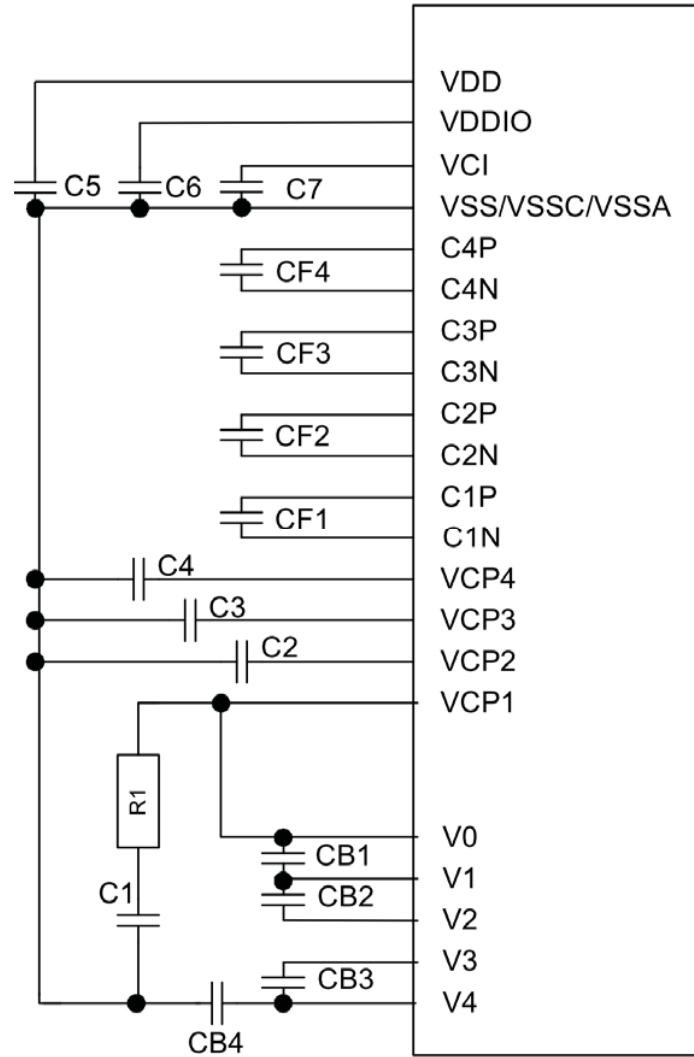 VDD
VDDIO
VCI
C5 C6 C7
VSS/VSSC/VSSA
C4P
CF4
C4N
C3P
CF3
C3N
C2P
CF2
C2N
C1P
CF1
C1N
C4
VCP4
C3
VCP3
C2
VCP2
VCP1
R1
V0
CB1
V1
C1
CB2
V2
V3
CB3
V4
CB4